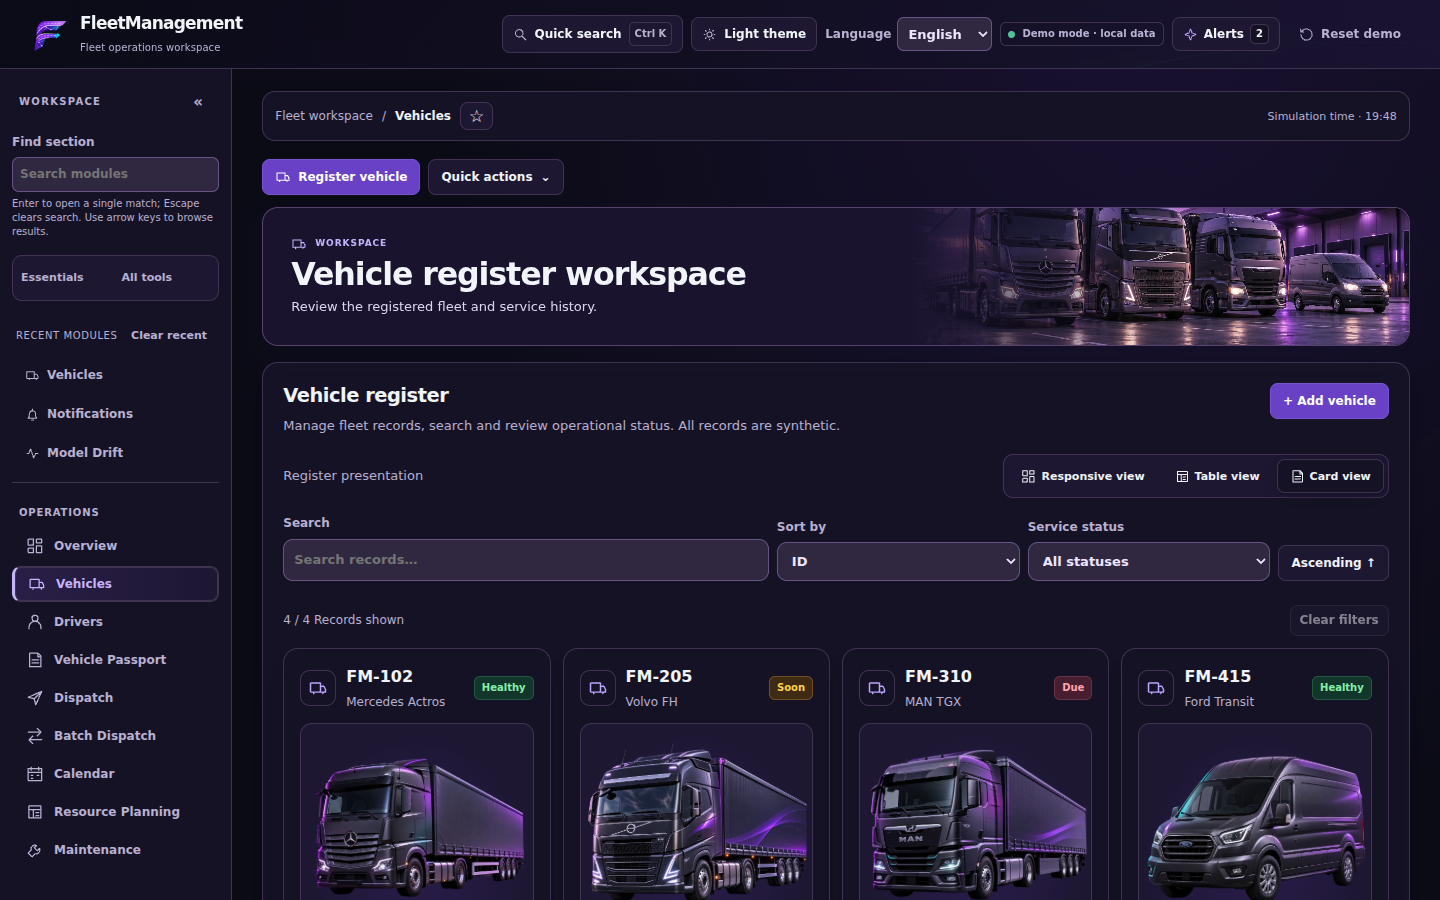 FleetManagement
Fleet operations workspace
Quick search Ctrl K
Light theme
Language
English
Demo mode · local data
Alerts 2
Reset demo
WORKSPACE «
Find section
Search modules
Enter to open a single match; Escape
clears search. Use arrow keys to browse
results.
Essentials All tools
RECENT MODULES Clear recent
Vehicles
Notifications
Model Drift
OPERATIONS
Overview
Vehicles
Drivers
Vehicle Passport
Dispatch
Batch Dispatch
Calendar
Resource Planning
Maintenance
Fleet workspace / Vehicles ☆
Simulation time · 19:48
Register vehicle
Quick actions
WORKSPACE
Vehicle register workspace
Review the registered fleet and service history.
Vehicle register
Manage fleet records, search and review operational status. All records are synthetic.
+ Add vehicle
Register presentation
Responsive view
Table view
Card view
Search
Search records…
Sort by
ID
Service status
All statuses
Ascending ↑
4 / 4 Records shown
Clear filters
FM-102
Mercedes Actros
Healthy
FM-205
Volvo FH
Soon
FM-310
MAN TGX
Due
MAN
FM-415
Ford Transit
Healthy